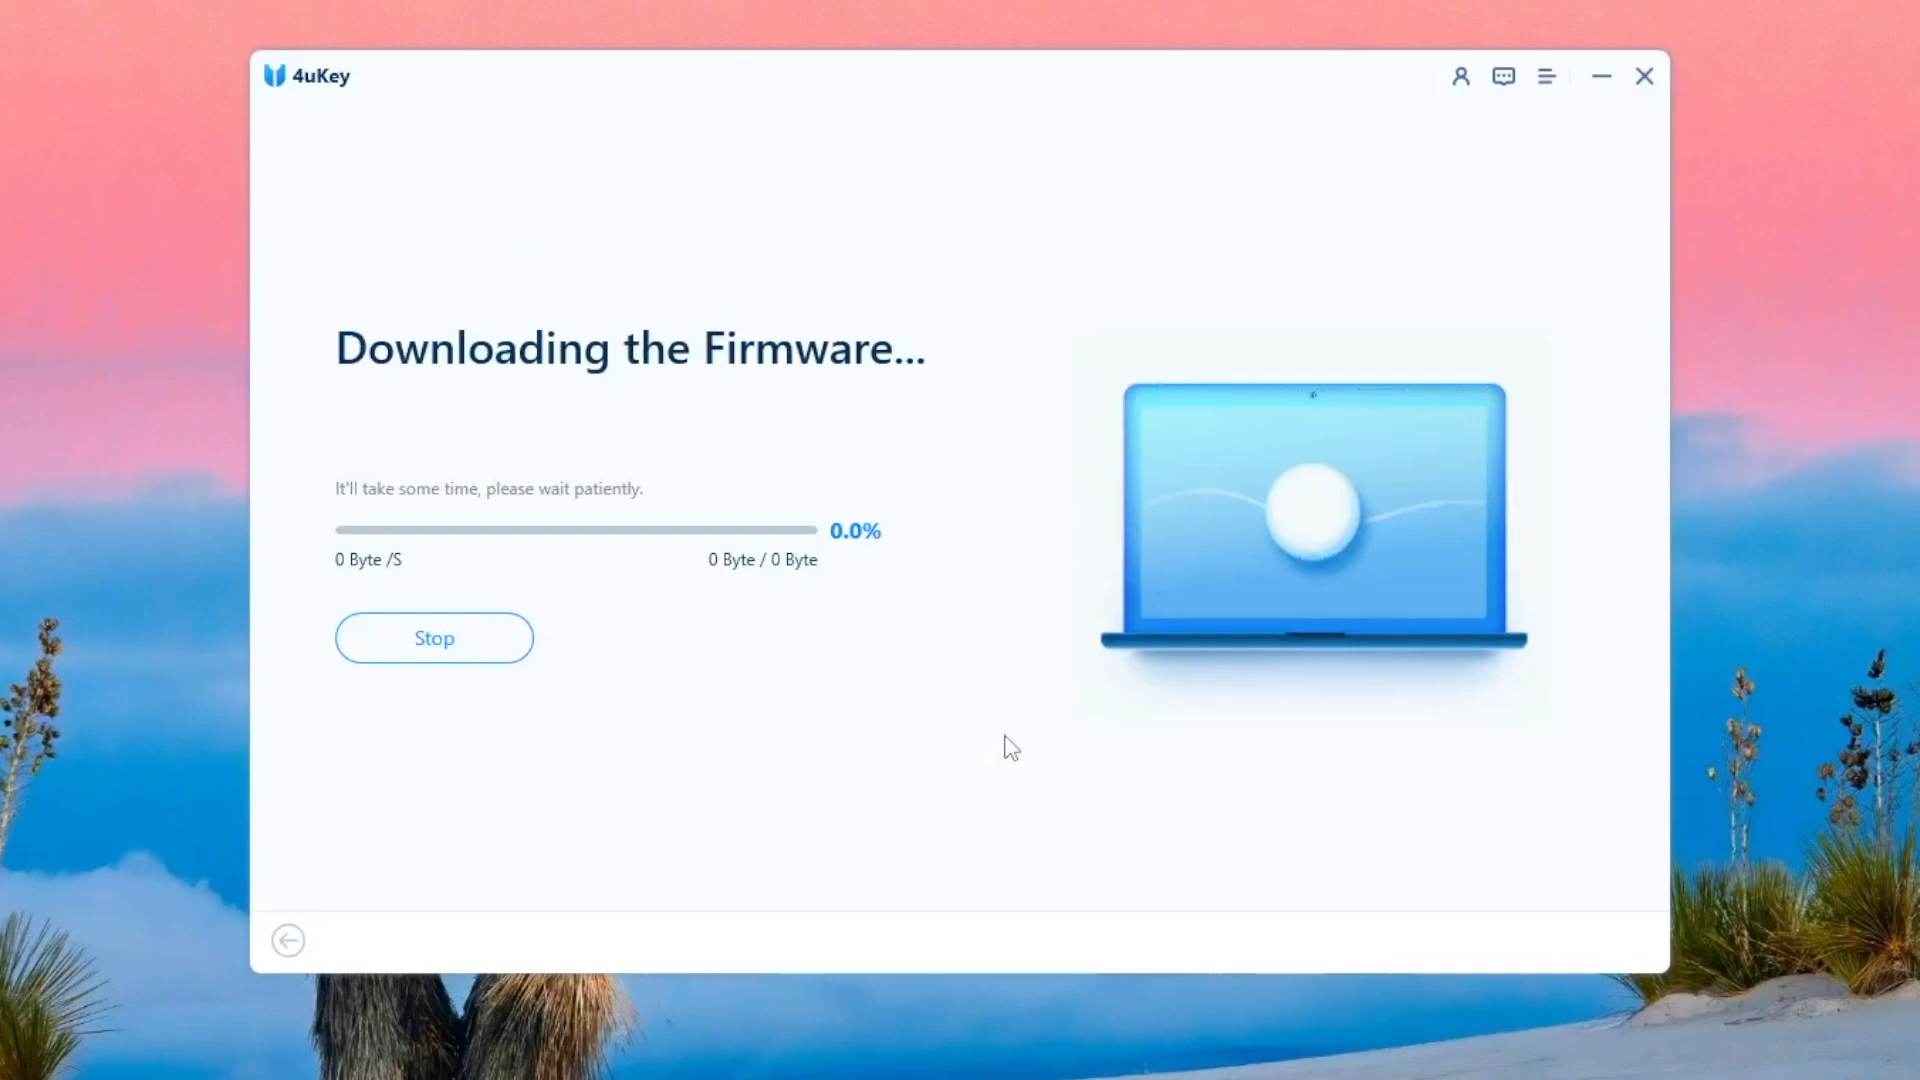 4uKey
Downloading the Firmware...
It'll take some time, please wait patiently.
0.0%
0 Byte /S
0 Byte / 0 Byte
Stop